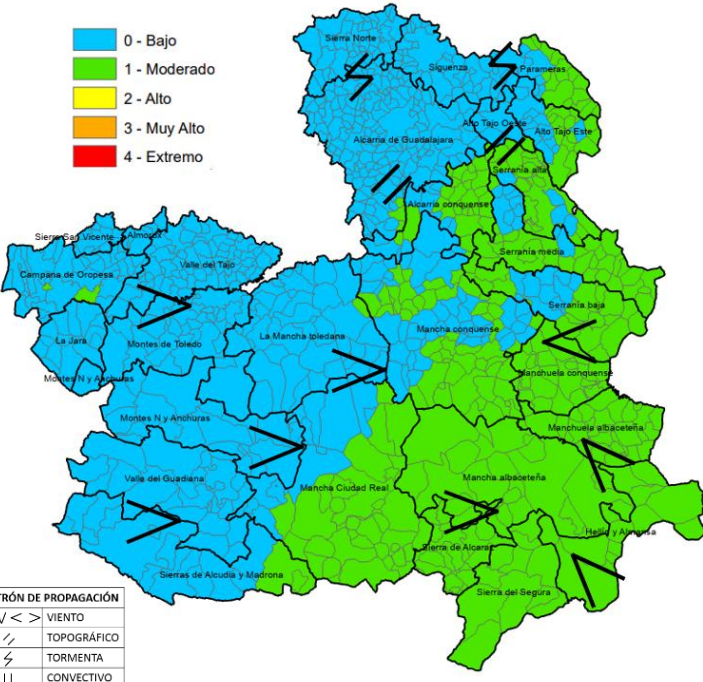 0 - Bajo
1 - Moderado
2 - Alto
3 - Muy Alto
4 - Extremo
Sierra Norte
Sigüenza
Parameras
Alto Tajo Oeste
Alto Tajo Este
Alcarria de Guadalajara
Serranía alta
Alcarria conquense
Sierra San Vicente
Almorox
Valle del Tajo
Serranía media
Campana de Oropesa
Serranía baja
La Jara
Montes de Toledo
La Mancha toledana
Mancha conquense
Montes N y Anchuras
Manchuela conquense
Montes N y Anchuras
Manchuela albaceteña
Valle del Guadiana
Mancha Ciudad Real
Mancha albaceteña
Hellín y Almansa
Sierra de Alcaraz
Sierras de Alcudia y Madrona
Sierra del Segura
TRÓN DE PROPAGACIÓN
VIENTO
TOPOGRÁFICO
TORMENTA
CONVECTIVO